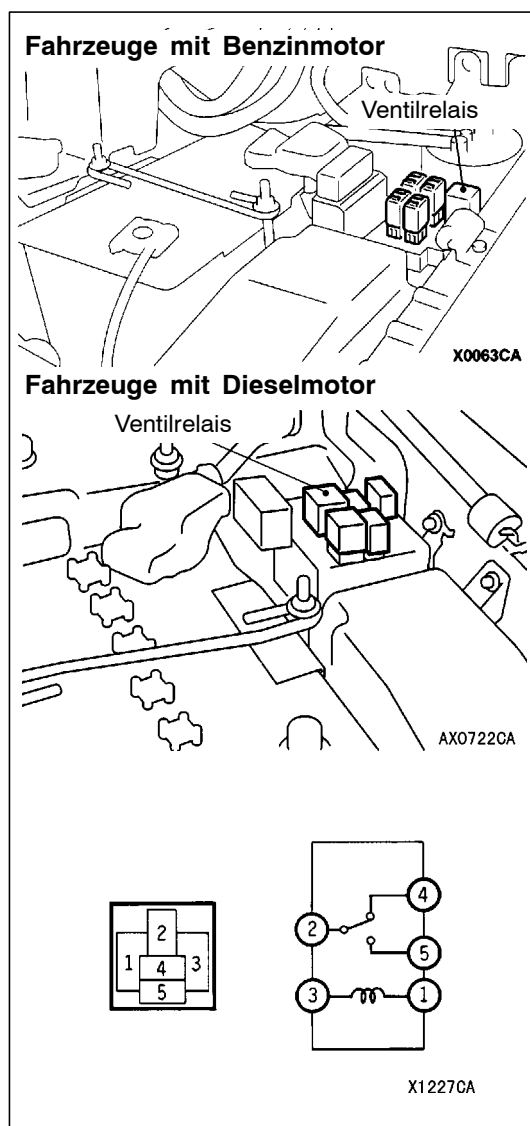 Fahrzeuge mit Benzinmotor
Ventilrelais
X0063CA
Fahrzeuge mit Dieselmotor
Ventilrelais
AX0722CA
2
1 4 3
5
4
2
5
3 1
X1227CA